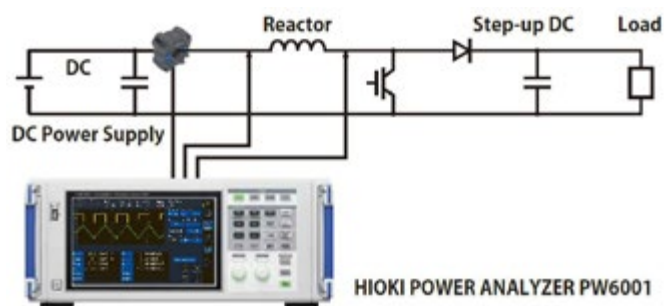 Reactor
Step-up DC
Load
DC
DC Power Supply
HIOKI POWER ANALYZER PW6001